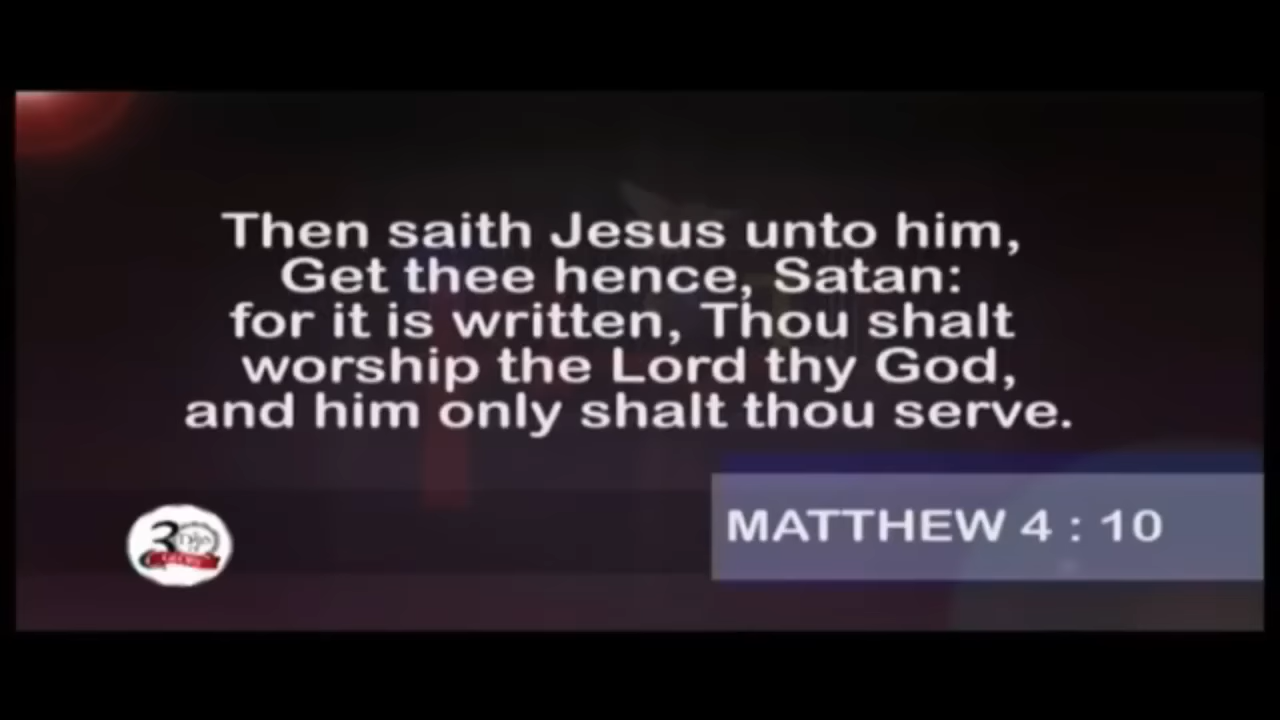 Then saith Jesus unto him,
Get thee hence, Satan:
for it is written, Thou shalt
worship the Lord thy God,
and him only shalt thou serve.
MATTHEW 4 : 10
3